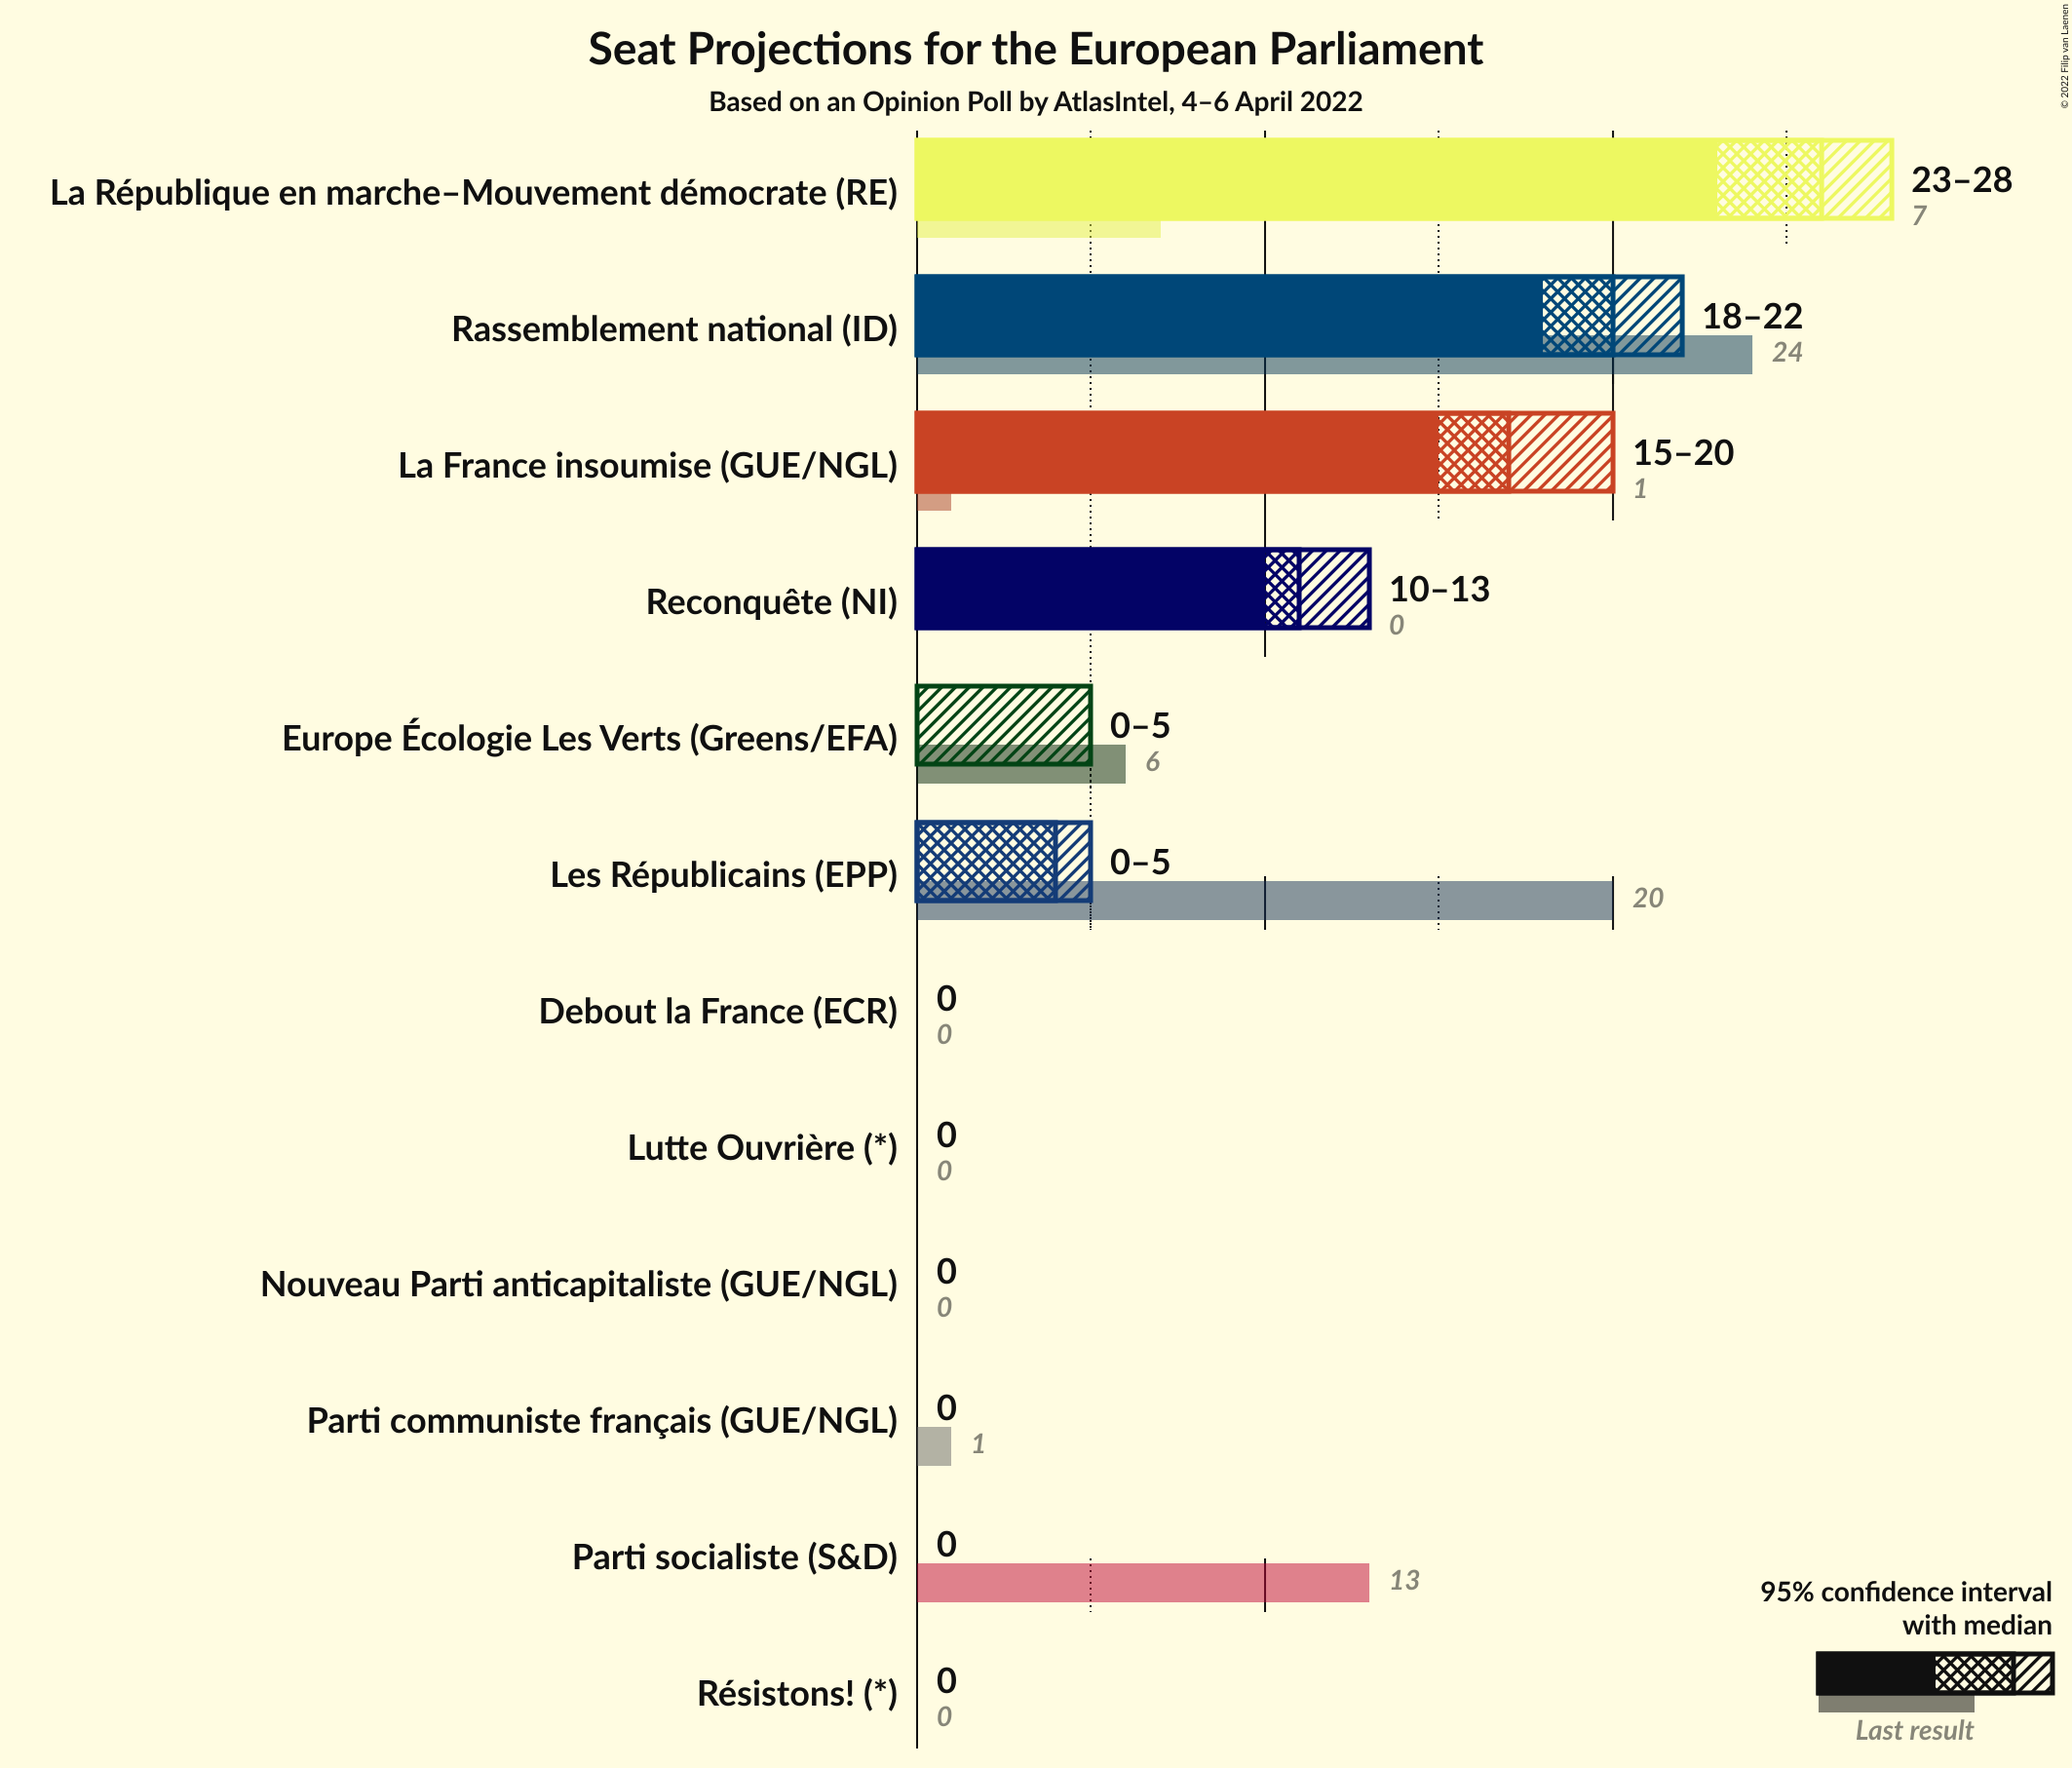 Seat Projections for the European Parliament
Based on an Opinion Poll by AtlasIntel, 4–6 April 2022
© 2022 Filip van Laenen
La République en marche–Mouvement démocrate (RE)
23–28
7
Rassemblement national (ID)
18–22
24
La France insoumise (GUE/NGL)
15–20
1
Reconquête (NI)
10–13
0
Europe Écologie Les Verts (Greens/EFA)
0–5
6
Les Républicains (EPP)
0–5
20
Debout la France (ECR)
0
0
Lutte Ouvrière (*)
0
0
Nouveau Parti anticapitaliste (GUE/NGL)
0
0
Parti communiste français (GUE/NGL)
0
1
Parti socialiste (S&D)
0
13
Résistons! (*)
0
0
95% confidence interval
with median
Last result